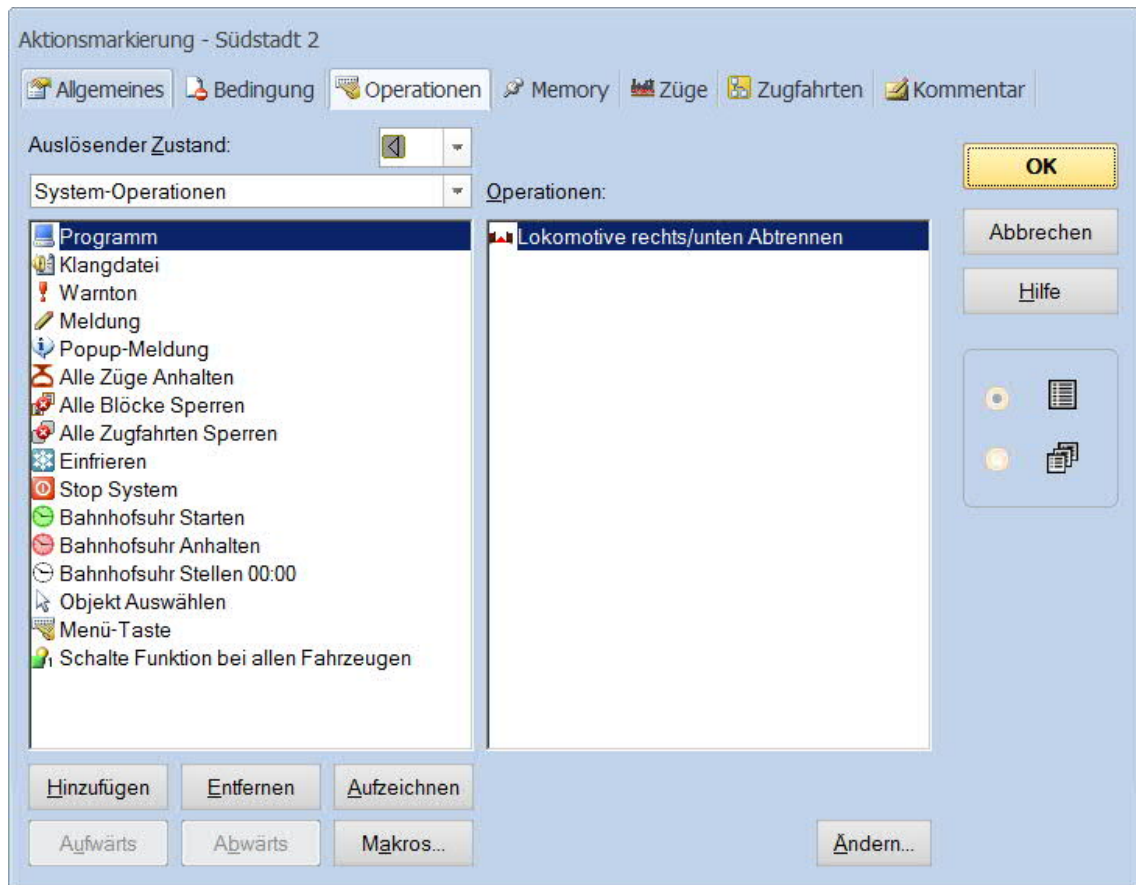 Aktionsmarkierung - Südstadt 2
Allgemeines Bedingung Operationen Memory Züge Zugfahrten Kommentar
Auslösender Zustand:
System-Operationen
Operationen:
OK
Programm
Lokomotive rechts/unten Abtrennen
Abbrechen
Klangdatei
Warnton
Hilfe
Meldung
Popup-Meldung
Alle Züge Anhalten
Alle Blöcke Sperren
Alle Zugfahrten Sperren
Einfrieren
Stop System
Bahnhofsuhr Starten
Bahnhofsuhr Anhalten
Bahnhofsuhr Stellen 00:00
Objekt Auswählen
Menü-Taste
Schalte Funktion bei allen Fahrzeugen
Hinzufügen Entfernen Aufzeichnen
Aufwärts Abwärts Makros... Ändern...